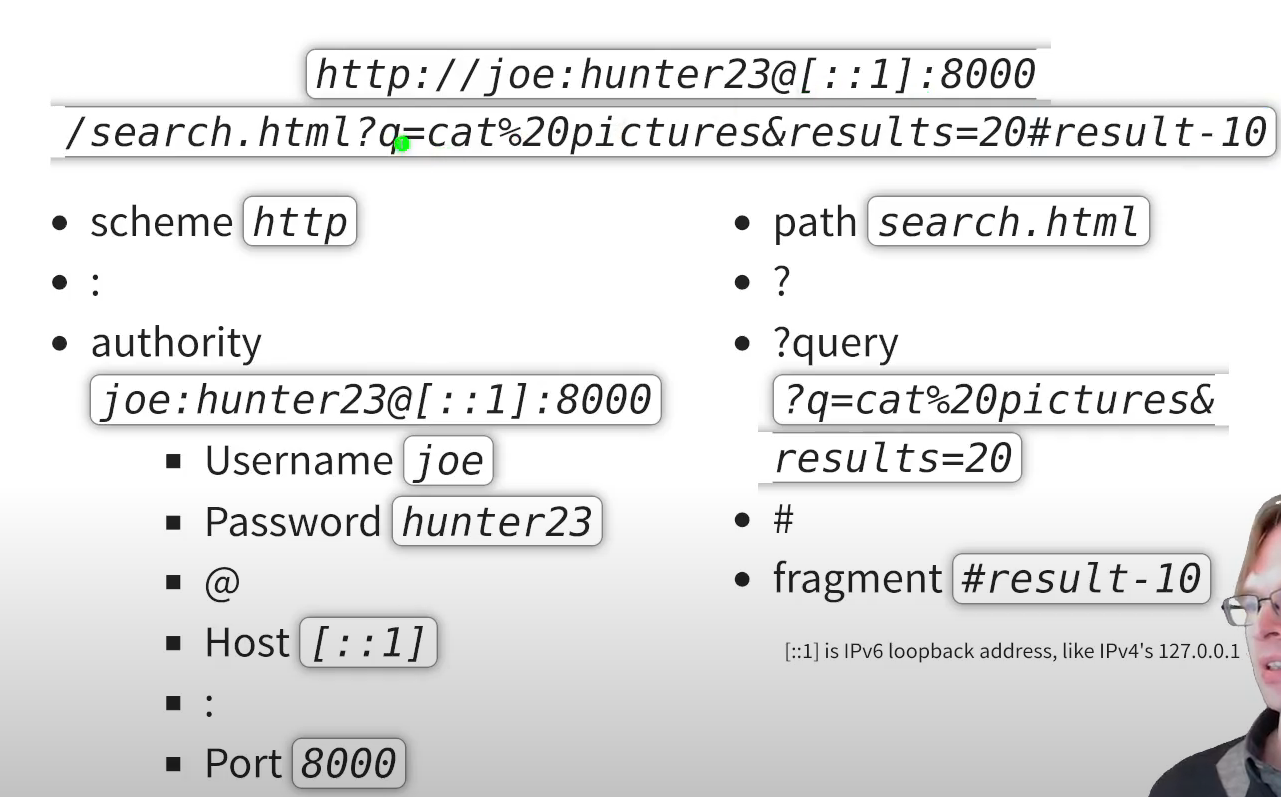 http://joe:hunter23@[::1]:8000
/search.html?q=cat%20pictures&results=20#result-10
scheme http
:
authority
joe:hunter23@[::1]:8000
Username joe
Password hunter23
@
Host [::1]
:
Port 8000
path search.html
?
?query
?q=cat%20pictures&
results=20
#
fragment #result-10
[::1] is IPv6 loopback address, like IPv4's 127.0.0.1